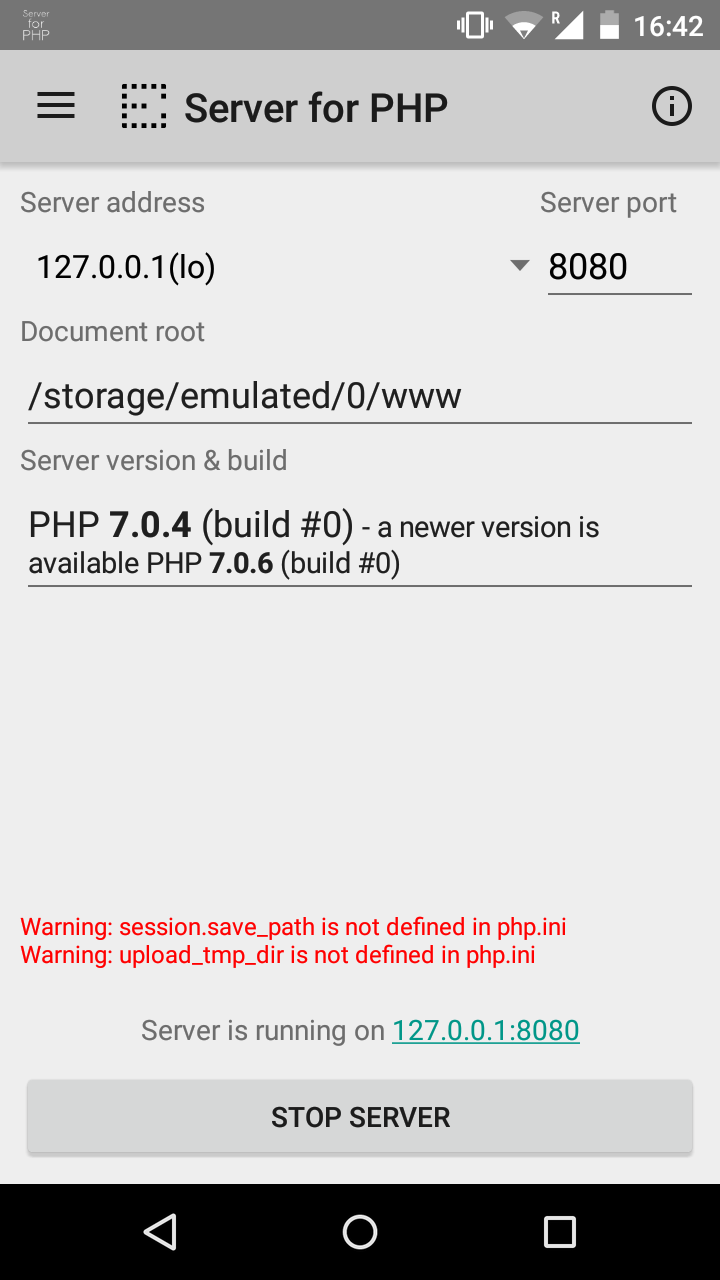 Server
for
PHP
R
16:42
Server for PHP
Server address
Server port
127.0.0.1(lo)
8080
Document root
/storage/emulated/0/www
Server version & build
PHP 7.0.4 (build #0) - a newer version is
available PHP 7.0.6 (build #0)
Warning: session.save_path is not defined in php.ini
Warning: upload_tmp_dir is not defined in php.ini
Server is running on 127.0.0.1:8080
STOP SERVER